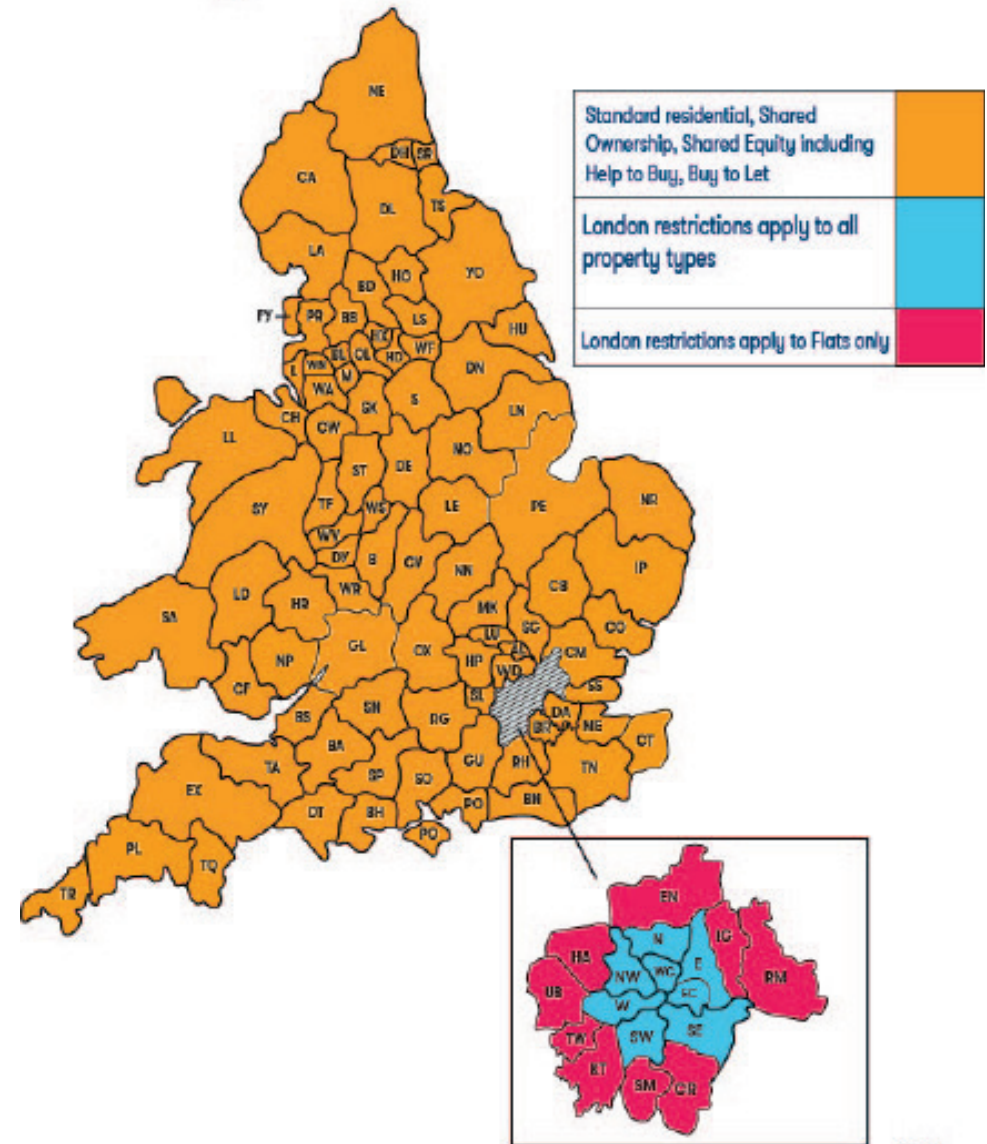 NE
Standard residential, Shared
Ownership, Shared Equity including
Help to Buy, Buy to Let
London restrictions apply to all
property types
London restrictions apply to Flats only
DH
SR
CA
DL
TS
LA
YO
BD
FY
PR
BB
LS
HU
WF
HD
BL
OL
L
WN
M
WA
DN
SK
S
LN
CH
CW
LL
NO
ST
DE
SY
TF
WS
LE
PE
NR
WV
DY
B
CV
NN
CB
IP
LD
HR
WR
MK
SG
CO
SA
LU
AL
NP
GL
OX
HP
WD
CM
CF
SL
SS
BS
SN
RG
DA
BR
ME
CT
BA
TA
GU
RH
TN
SP
SO
EX
DT
BH
PO
BN
PO
PL
TQ
TR
EN
N
IG
HA
E
NW
WC
RM
UB
EC
W
SE
TW
SW
KT
SM
CR